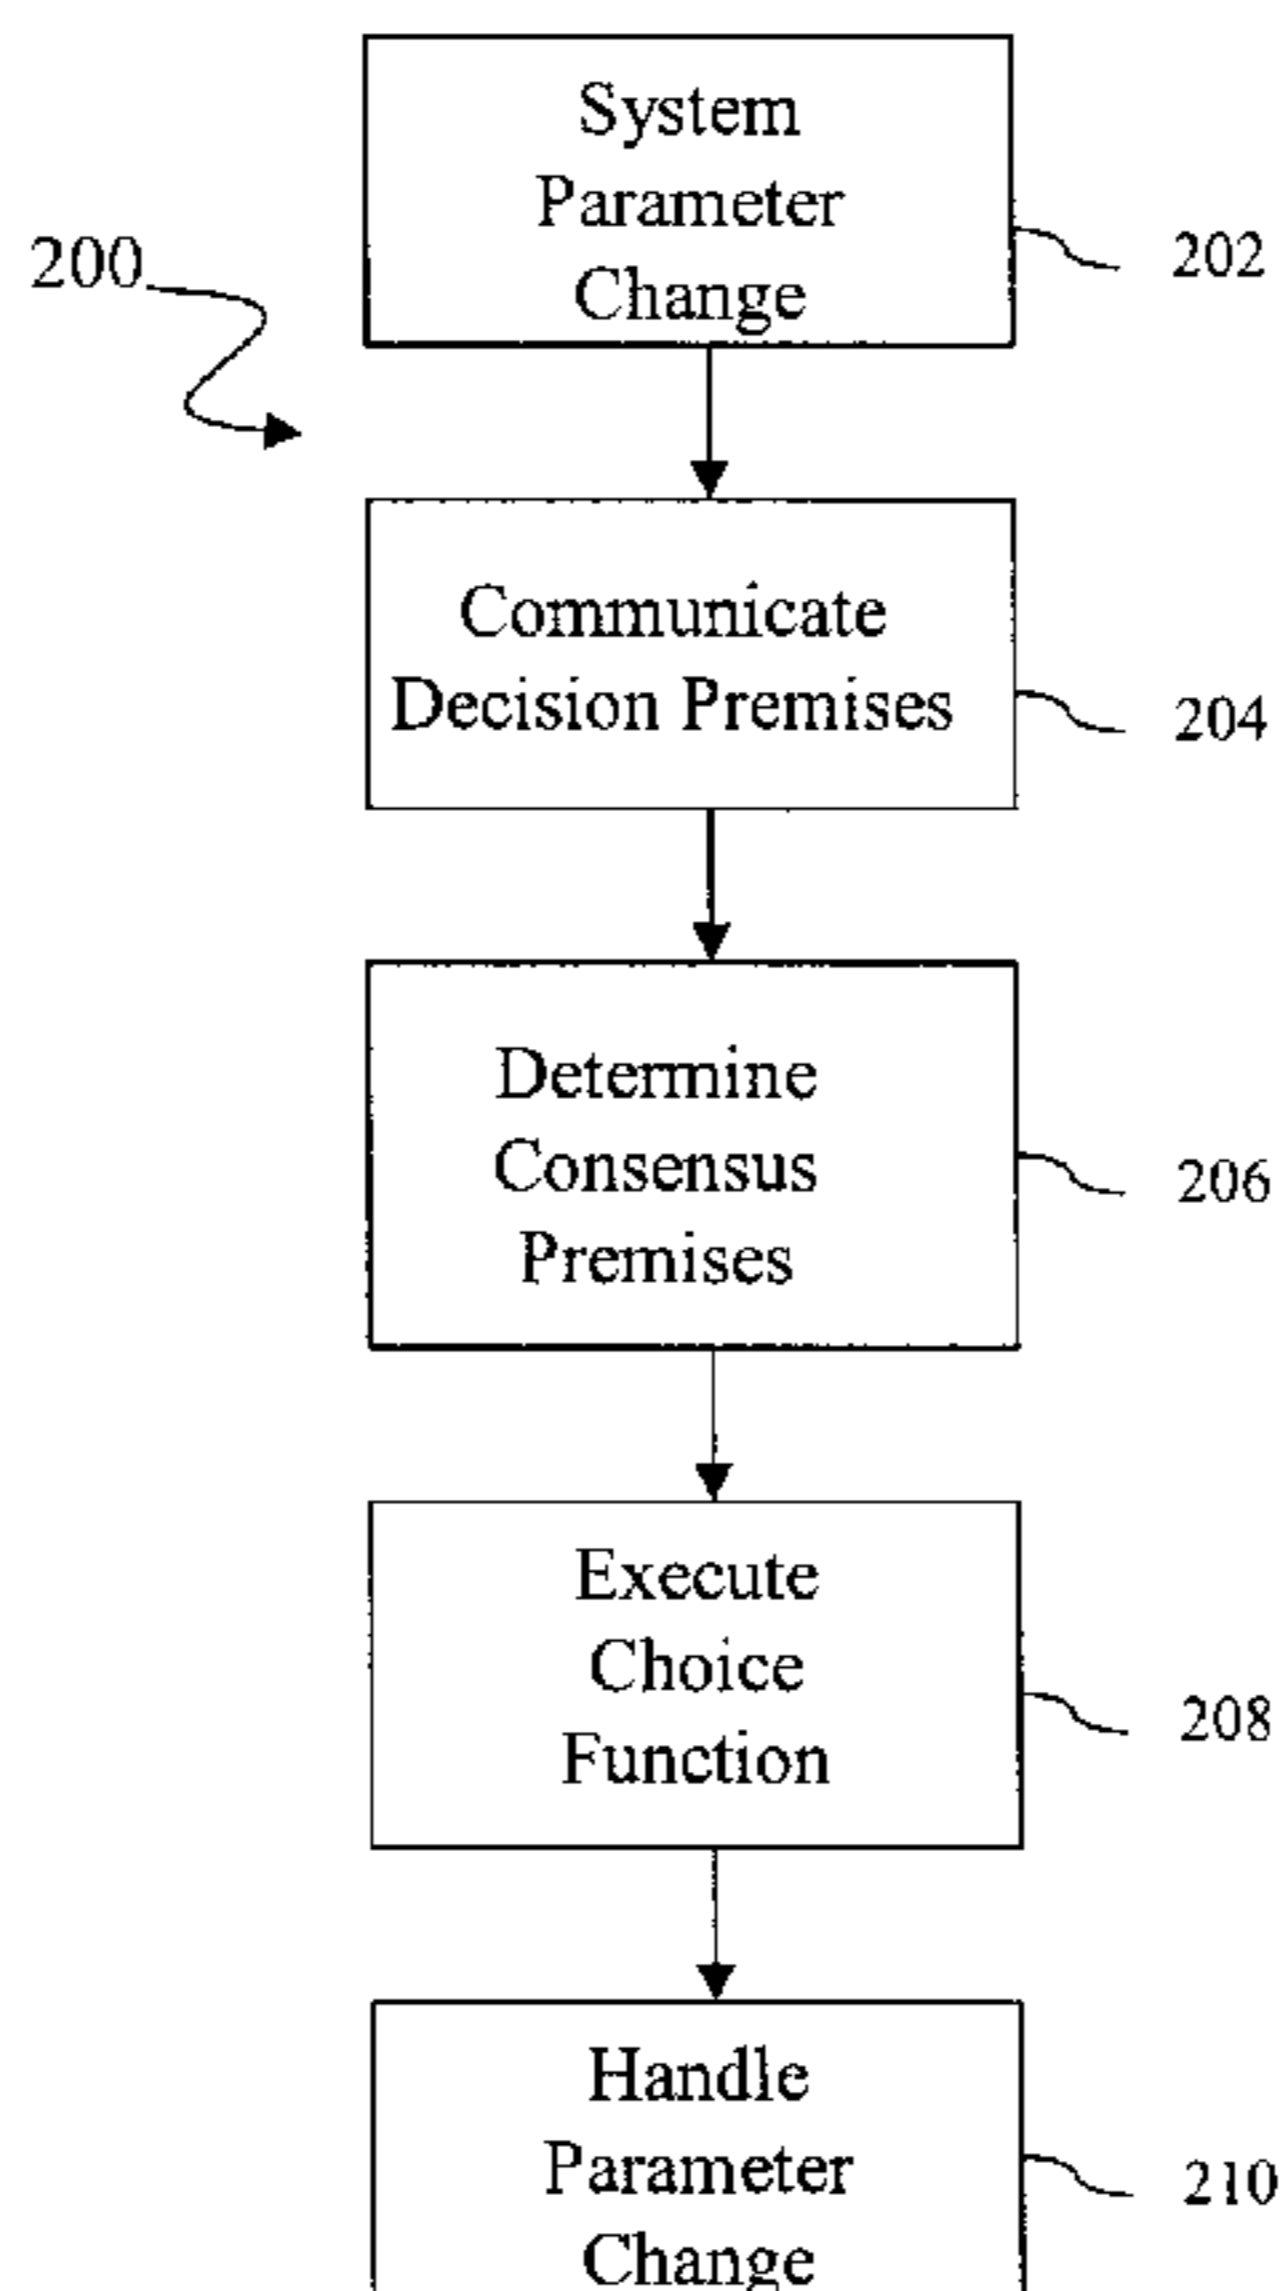 System
Parameter
Change
200
202
Communicate
Decision Premises
204
Determine
Consensus
Premises
206
Execute
Choice
Function
208
Handle
Parameter
Change
210